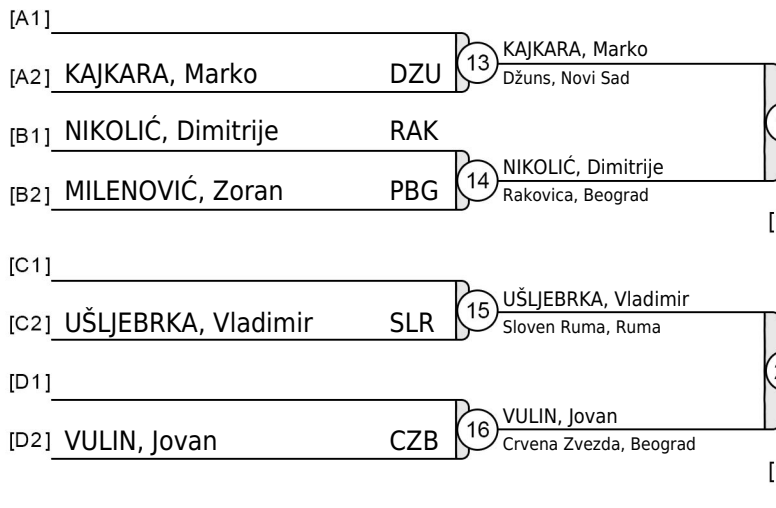 [A1]
[A2] KAJKARA, Marko DZU
13
KAJKARA, Marko
Džuns, Novi Sad
[B1] NIKOLIĆ, Dimitrije RAK
[B2] MILENOVIĆ, Zoran PBG
14
NIKOLIĆ, Dimitrije
Rakovica, Beograd
[
[C1]
[C2] UŠLJEBRKA, Vladimir SLR
15
UŠLJEBRKA, Vladimir
Sloven Ruma, Ruma
[D1]
[D2] VULIN, Jovan CZB
16
VULIN, Jovan
Crvena Zvezda, Beograd
[